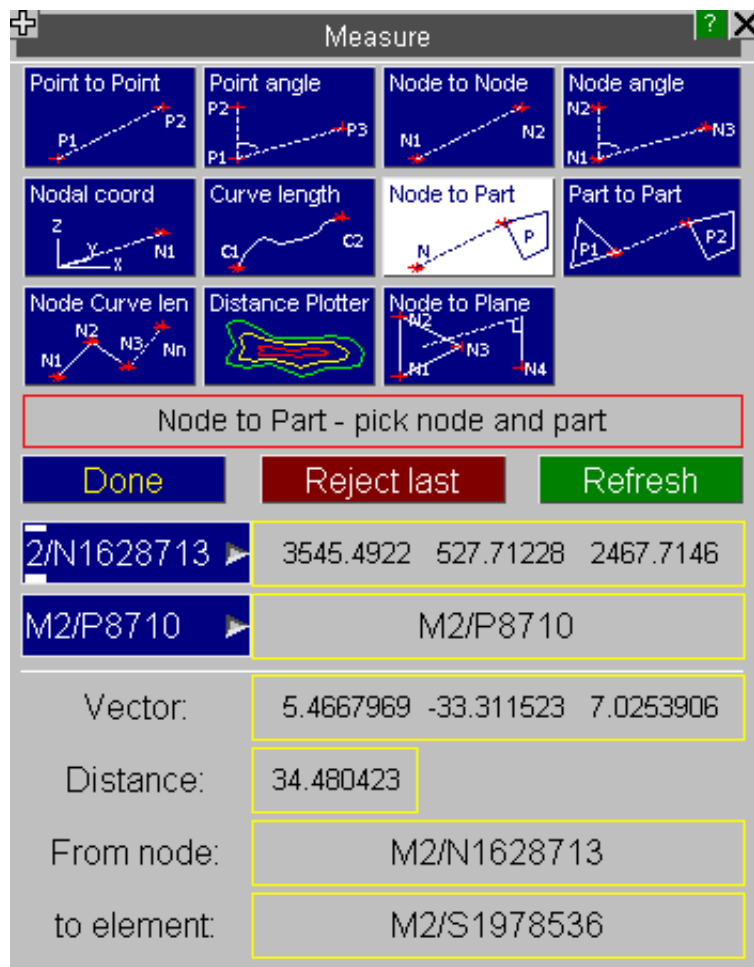 Measure ?
Point to Point Point angle Node to Node Node angle
P1 P2 P2 P1 P3 N1 N2 N2 N1 N3
Nodal coord Curve length Node to Part Part to Part
Z Y X N1 C1 C2 N P P1 P2
Node Curve len Distance Plotter Node to Plane
N1 N2 N3 Nn N2 N1 N3 N4
Node to Part - pick node and part
Done Reject last Refresh
2/N1628713 3545.4922 527.71228 2467.7146
M2/P8710 M2/P8710
Vector: 5.4667969 -33.311523 7.0253906
Distance: 34.480423
From node: M2/N1628713
to element: M2/S1978536